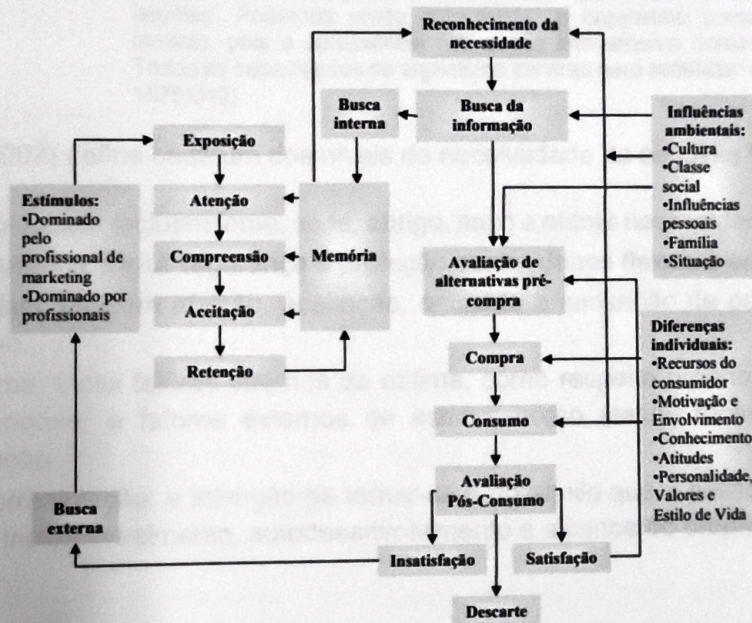 Reconhecimento da
necessidade
Busca
interna
Busca da
informação
Exposição
Atenção
Compreensão
Aceitação
Retenção
Memória
Estímulos:
•Dominado
pelo
profissional de
marketing
•Dominado por
profissionais
Busca
externa
Avaliação de
alternativas pré-
compra
Compra
Consumo
Avaliação
Pós-Consumo
Insatisfação
Satisfação
Descarte
Influências
ambientais:
•Cultura
•Classe
social
•Influências
pessoais
•Família
•Situação
Diferenças
individuais:
•Recursos do
consumidor
•Motivação e
Envolvimento
•Conhecimento
•Atitudes
•Personalidade,
Valores e
Estilo de Vida